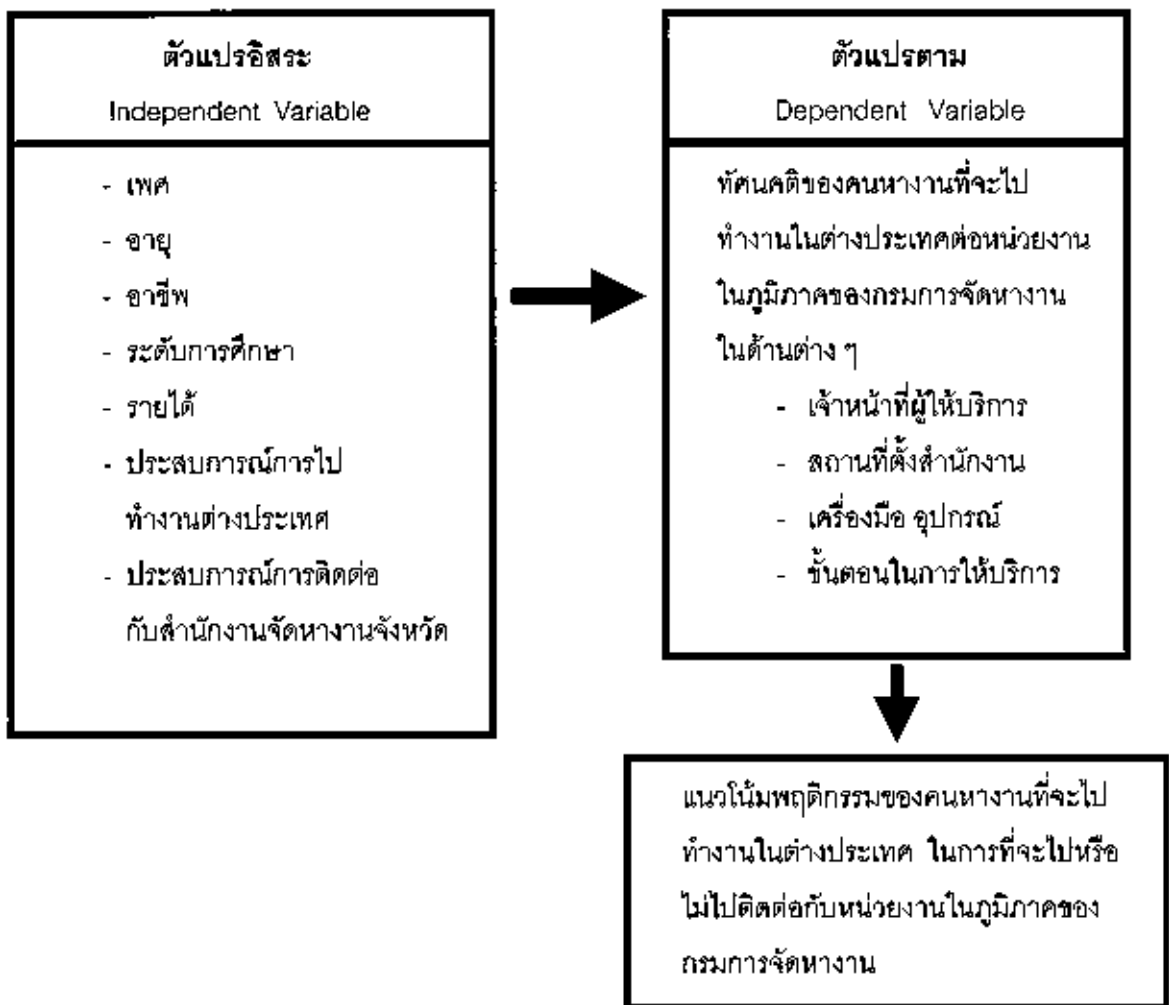 ตัวแปรอิสระ
Independent Variable
- เพศ
- อายุ
- อาชีพ
- ระดับการศึกษา
- รายได้
- ประสบการณ์การไป
ทำงานต่างประเทศ
- ประสบการณ์การติดต่อ
กับสำนักงานจัดหางานจังหวัด
ตัวแปรตาม
Dependent Variable
ทัศนคติของคนหางานที่จะไป
ทำงานในต่างประเทศต่อหน่วยงาน
ในภูมิภาคของกรมการจัดหางาน
ในด้านต่าง ๆ
- เจ้าหน้าที่ผู้ให้บริการ
- สถานที่ตั้งสำนักงาน
- เครื่องมือ อุปกรณ์
- ขั้นตอนในการให้บริการ
แนวโน้มพฤติกรรมของคนหางานที่จะไป
ทำงานในต่างประเทศ ในการที่จะไปหรือ
ไม่ไปติดต่อกับหน่วยงานในภูมิภาคของ
กรมการจัดหางาน